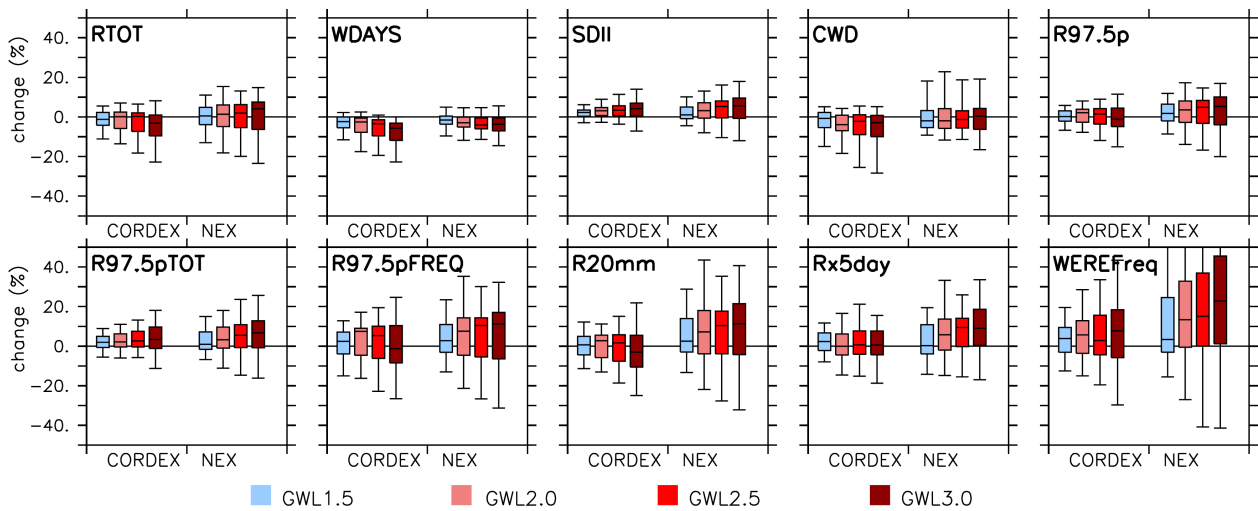 change (%)
40.
20.
0.
−20.
−40.
RTOT
WDAYS
SDII
CWD
R97.5p
CORDEX NEX
CORDEX NEX
CORDEX NEX
CORDEX NEX
CORDEX NEX
change (%)
40.
20.
0.
−20.
−40.
R97.5pTOT
R97.5pFREQ
R20mm
Rx5day
WEREFreq
CORDEX NEX
CORDEX NEX
CORDEX NEX
CORDEX NEX
CORDEX NEX
GWL1.5
GWL2.0
GWL2.5
GWL3.0